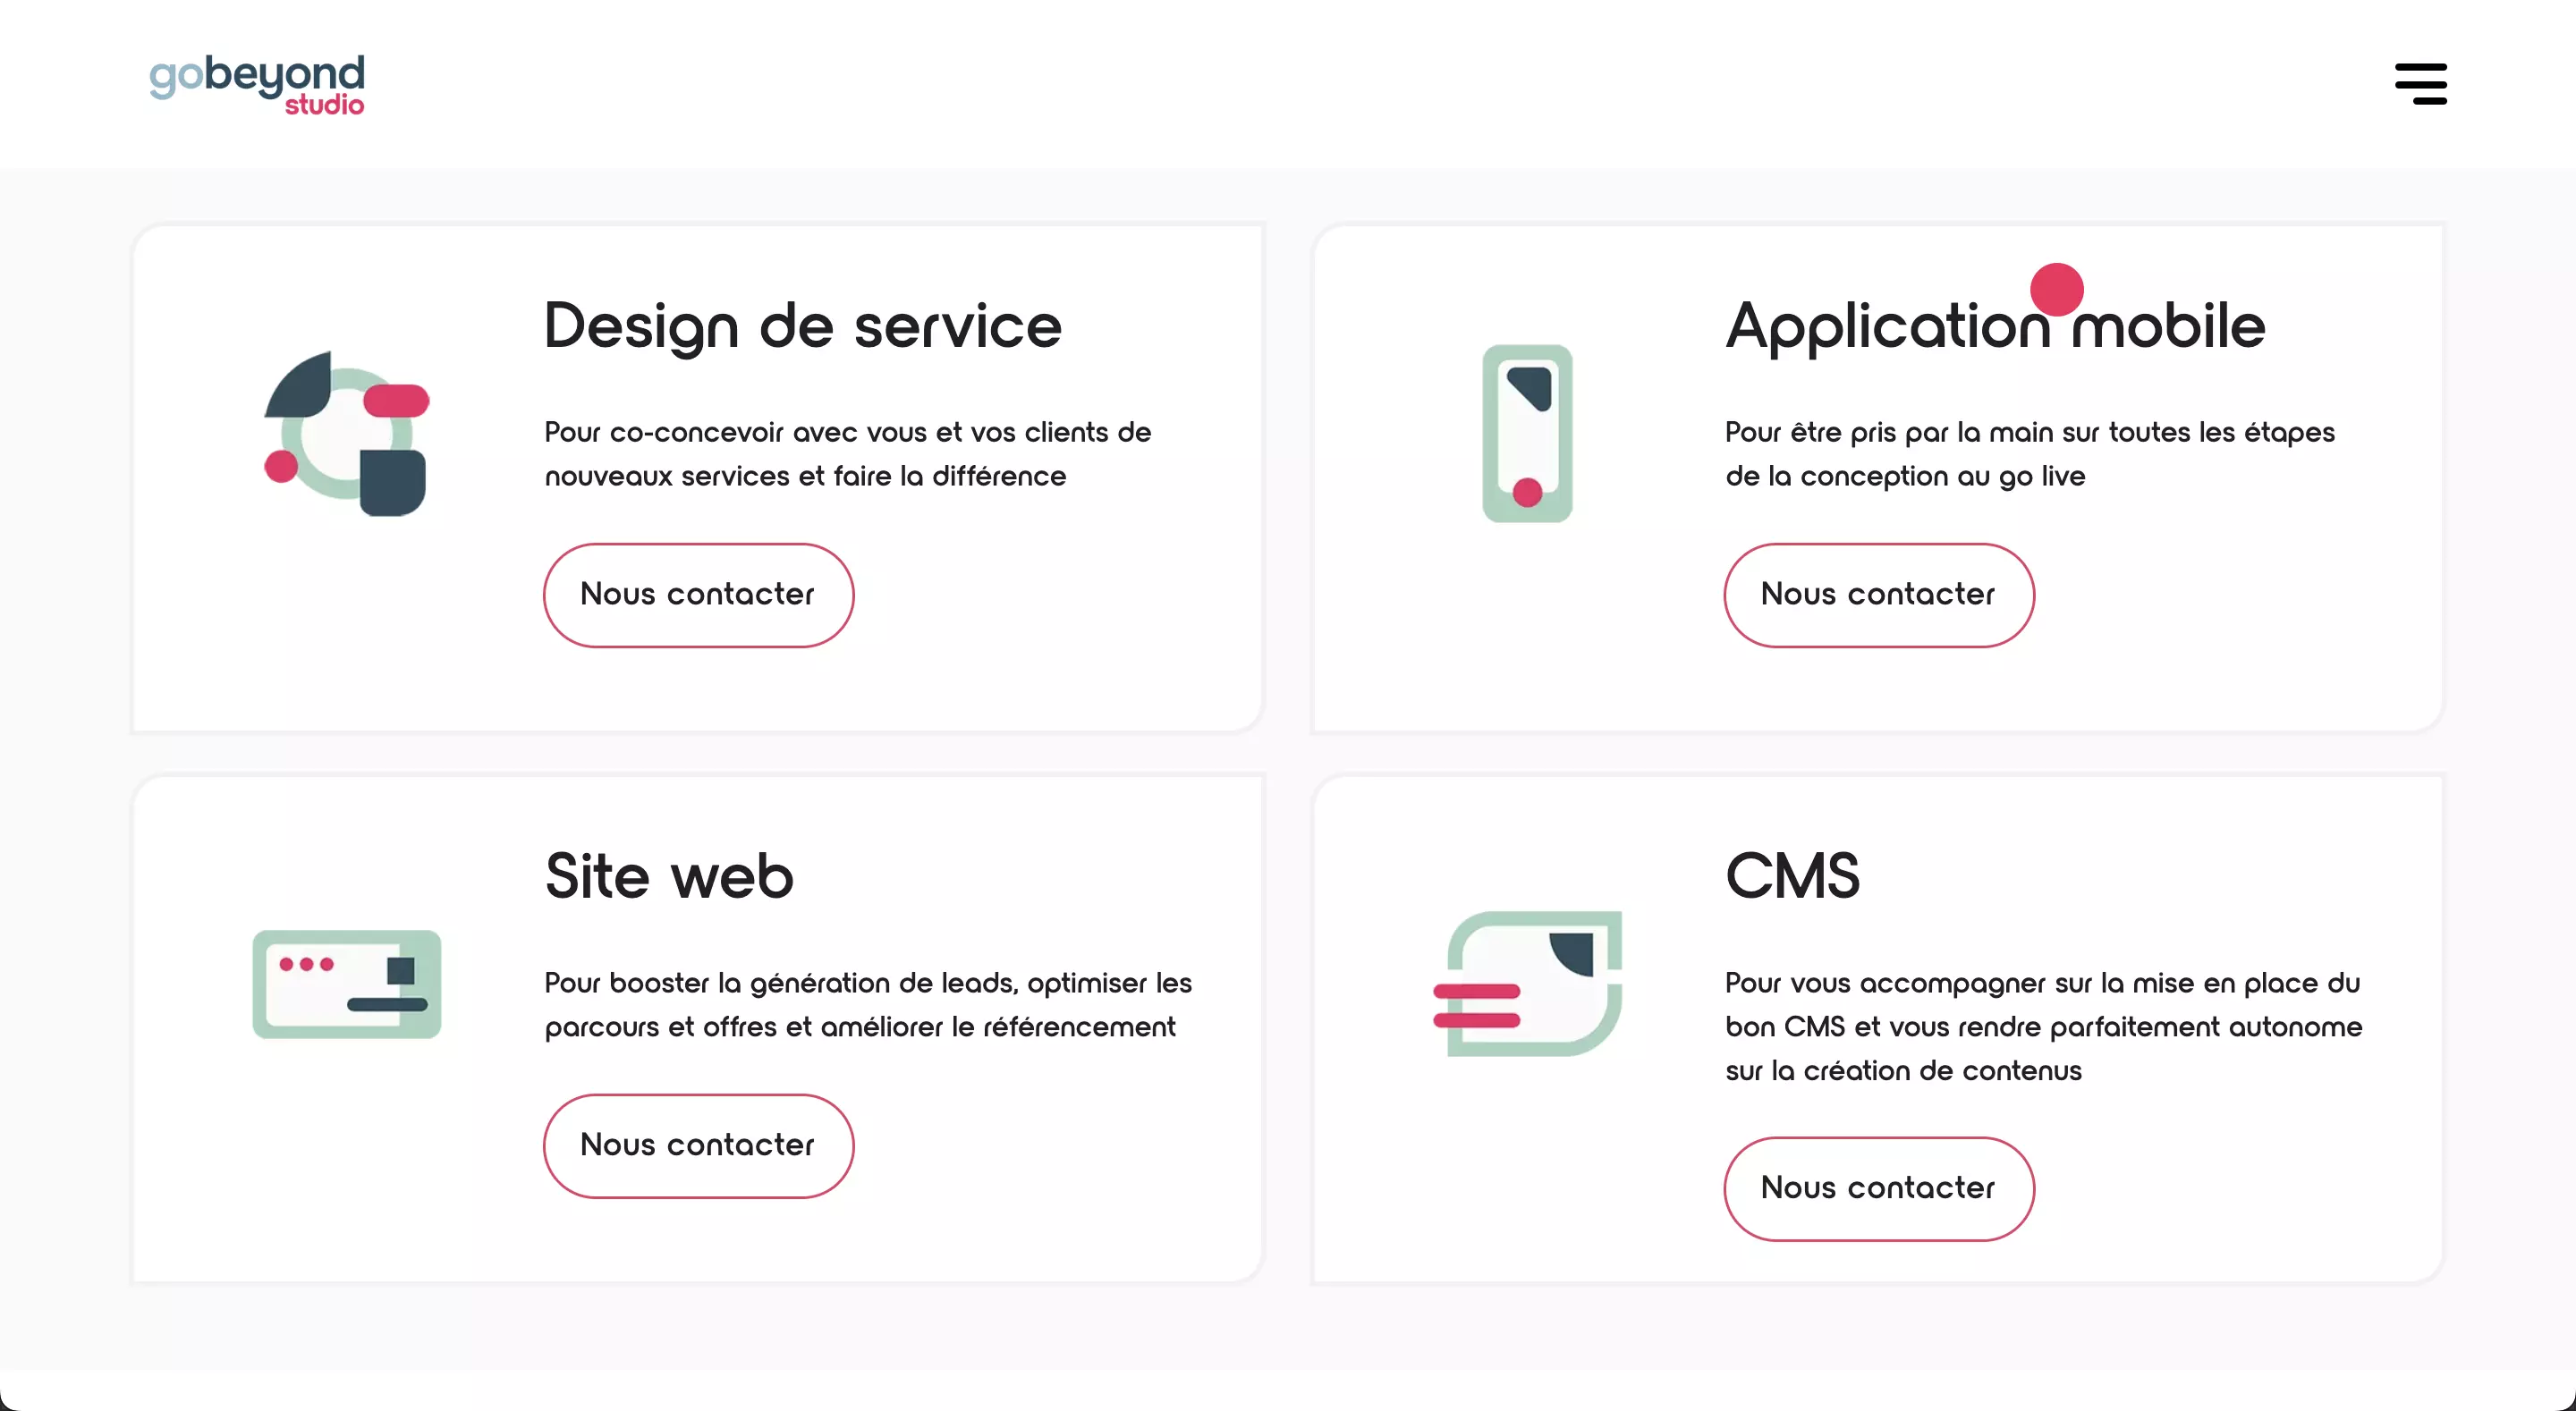 gobeyond
studio
Design de service
Pour co-concevoir avec vous et vos clients de
nouveaux services et faire la différence
Nous contacter
Application mobile
Pour être pris par la main sur toutes les étapes
de la conception au go live
Nous contacter
Site web
Pour booster la génération de leads, optimiser les
parcours et offres et améliorer le référencement
Nous contacter
CMS
Pour vous accompagner sur la mise en place du
bon CMS et vous rendre parfaitement autonome
sur la création de contenus
Nous contacter